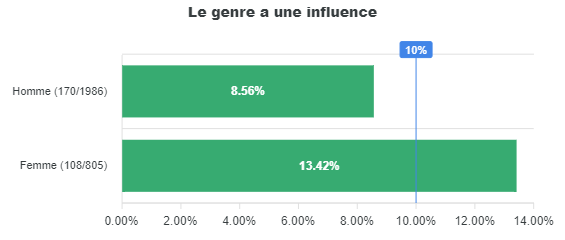 Le genre a une influence
10%
Homme (170/1986)
8.56%
Femme (108/805)
13.42%
0.00% 2.00% 4.00% 6.00% 8.00% 10.00% 12.00% 14.00%